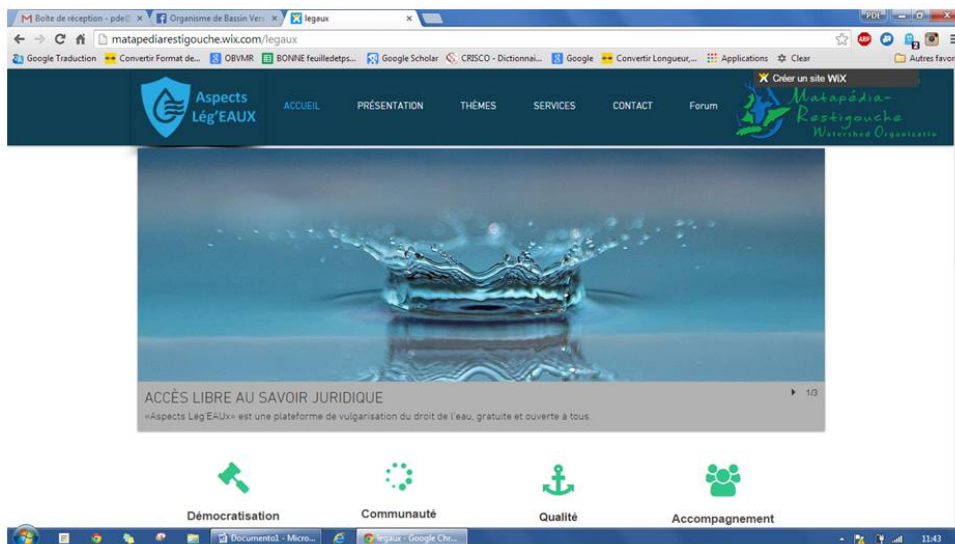 Boîte de réception - pde
Organisme de Bassin Vers
legaux
PDE
matapediarestigouche.wix.com/legaux
Google Traduction
Convertir Format de...
OBVMR
BONNE feuilledetps...
Google Scholar
CRISCO - Dictionnai...
Google
Convertir Longueur,...
Applications
Clear
Autres favor
Créer un site WiX
Aspects
Lég'EAUX
ACCUEIL
PRÉSENTATION
THÈMES
SERVICES
CONTACT
Forum
Matapédia-
Restigouche
Watershed Organizatio
ACCÈS LIBRE AU SAVOIR JURIDIQUE
1/3
«Aspects Lég'EAUx» est une plateforme de vulgarisation du droit de l'eau, gratuite et ouverte à tous.
Démocratisation
Communauté
Qualité
Accompagnement
Documento1 - Micro...
legaux - Google Chr...
11:43